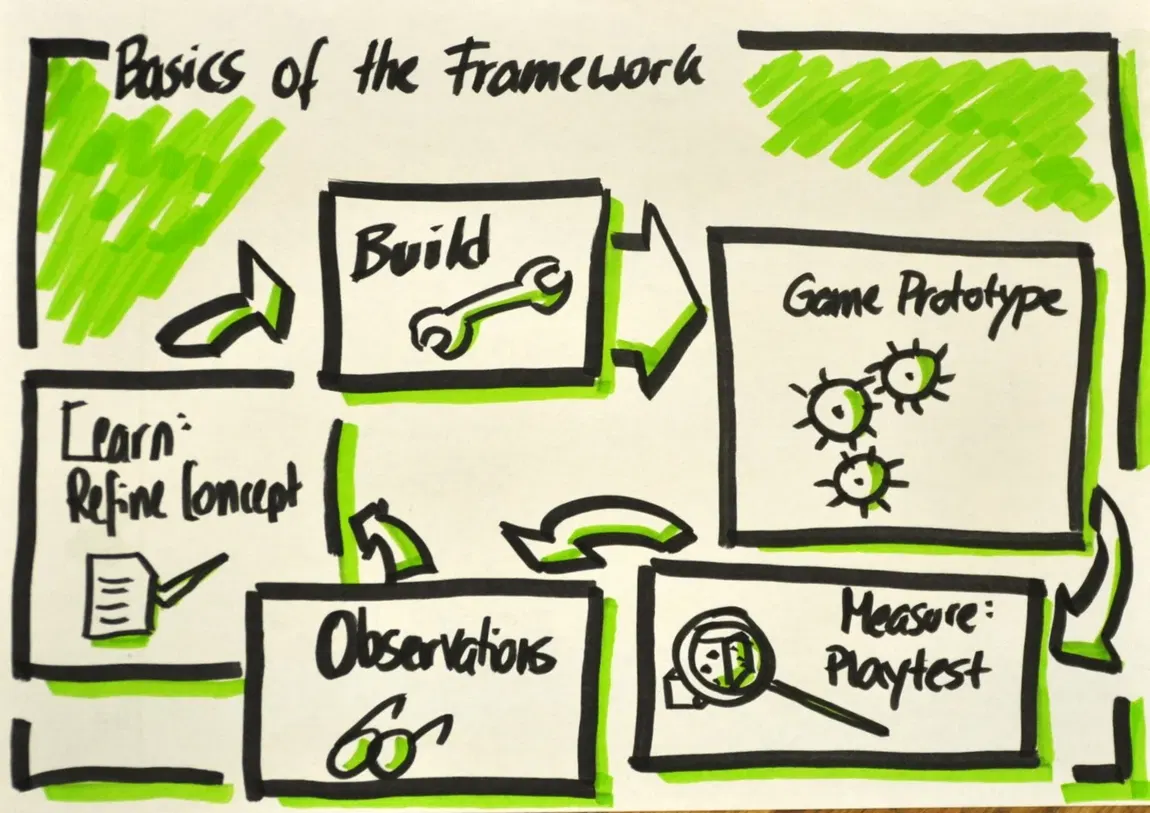 Basics of the Framework
Build
Game Prototype
Learn:
Refine Concept
Measure:
Playtest
Observations